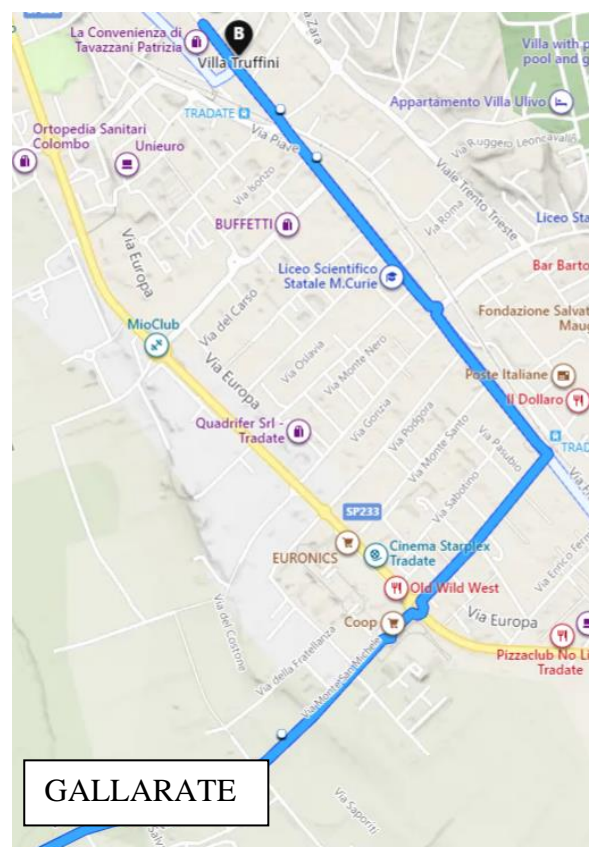 La Convenienza di
Tavazzani Patrizia
B
Villa Truffini
Via Zara
Villa with p
pool and g
TRADATE
Appartamento Villa Ulivo
Via Piave
Ortopedia Sanitari
Colombo
Unieuro
Via Ruggero Leoncavallo
Via Isonzo
Viale Trento Trieste
Via Roma
BUFFETTI
Liceo Sta
Via Europa
Liceo Scientifico
Statale M.Curie
Bar Barto
Via del Carso
Fondazione Salvat
Maug
MioClub
Via Oslavia
Via Monte Nero
Via Europa
Poste Italiane
Il Dollaro
Quadrifer Srl -
Tradate
Via Gorizia
Via Podgora
Via Monte Santo
Via Pasubio
TRADA
Via Sabotino
SP233
EURONICS
Cinema Starplex
Tradate
Via Enrico Ferm
Old Wild West
Coop
Via Europa
Via del Costone
Via della Fratellanza
Via Monte San Michele
Pizzaclub No Li
Tradate
GALLARATE
Via Saporiti